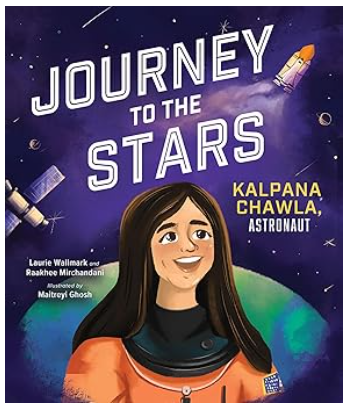 JOURNEY
TO THE
STARS
KALPANA
CHAWLA,
ASTRONAUT
Laurie Wallmark and
Raakhee Mirchandani
Illustrated by
Maitreyi Ghosh